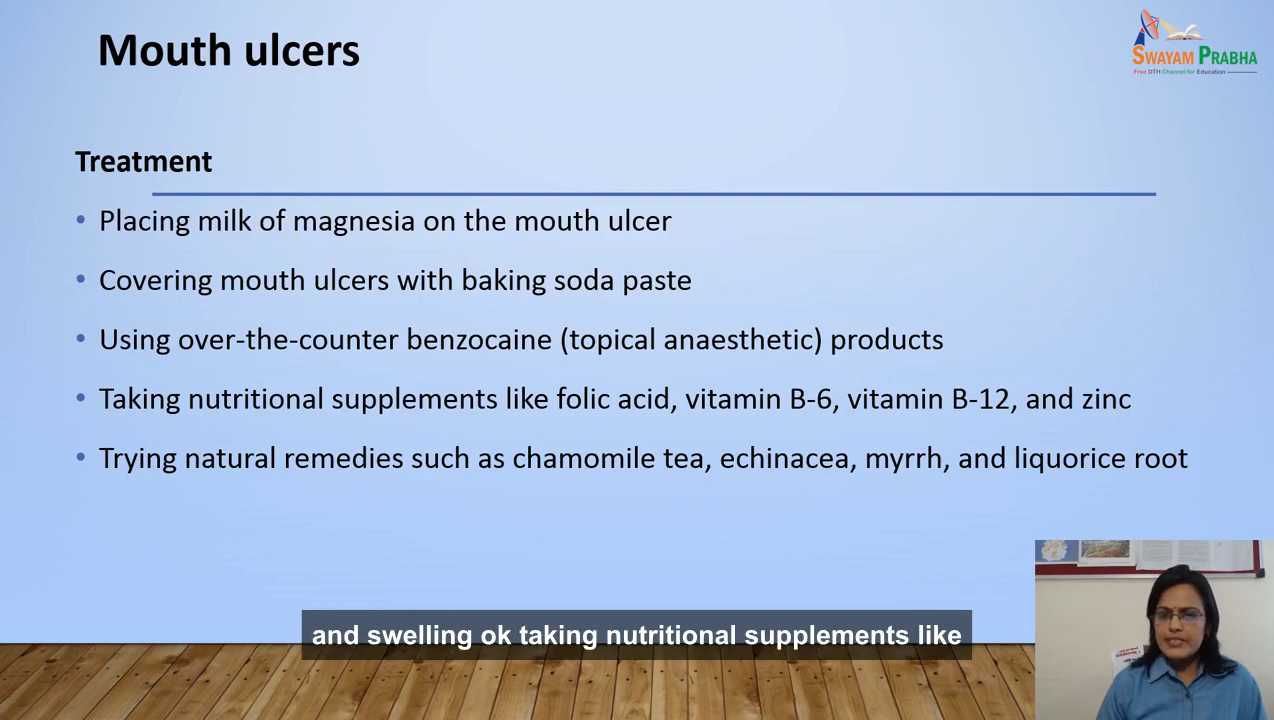 Mouth ulcers
SWAYAM PRABHA
Free DTH Channel for Education
Treatment
• Placing milk of magnesia on the mouth ulcer
• Covering mouth ulcers with baking soda paste
• Using over-the-counter benzocaine (topical anaesthetic) products
• Taking nutritional supplements like folic acid, vitamin B-6, vitamin B-12, and zinc
• Trying natural remedies such as chamomile tea, echinacea, myrrh, and liquorice root
and swelling ok taking nutritional supplements like